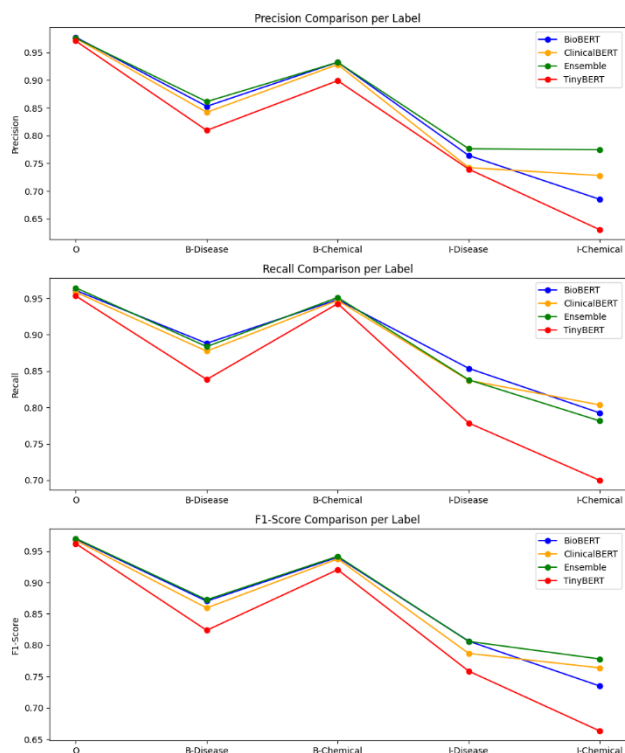 Precision Comparison per Label
BioBERT
ClinicalBERT
Ensemble
TinyBERT
0.95
0.90
0.85
0.80
0.75
0.70
0.65
Precision
O
B-Disease
B-Chemical
I-Disease
I-Chemical
Recall Comparison per Label
BioBERT
ClinicalBERT
Ensemble
TinyBERT
0.95
0.90
0.85
0.80
0.75
0.70
Recall
O
B-Disease
B-Chemical
I-Disease
I-Chemical
F1-Score Comparison per Label
BioBERT
ClinicalBERT
Ensemble
TinyBERT
0.95
0.90
0.85
0.80
0.75
0.70
0.65
F1-Score
O
B-Disease
B-Chemical
I-Disease
I-Chemical